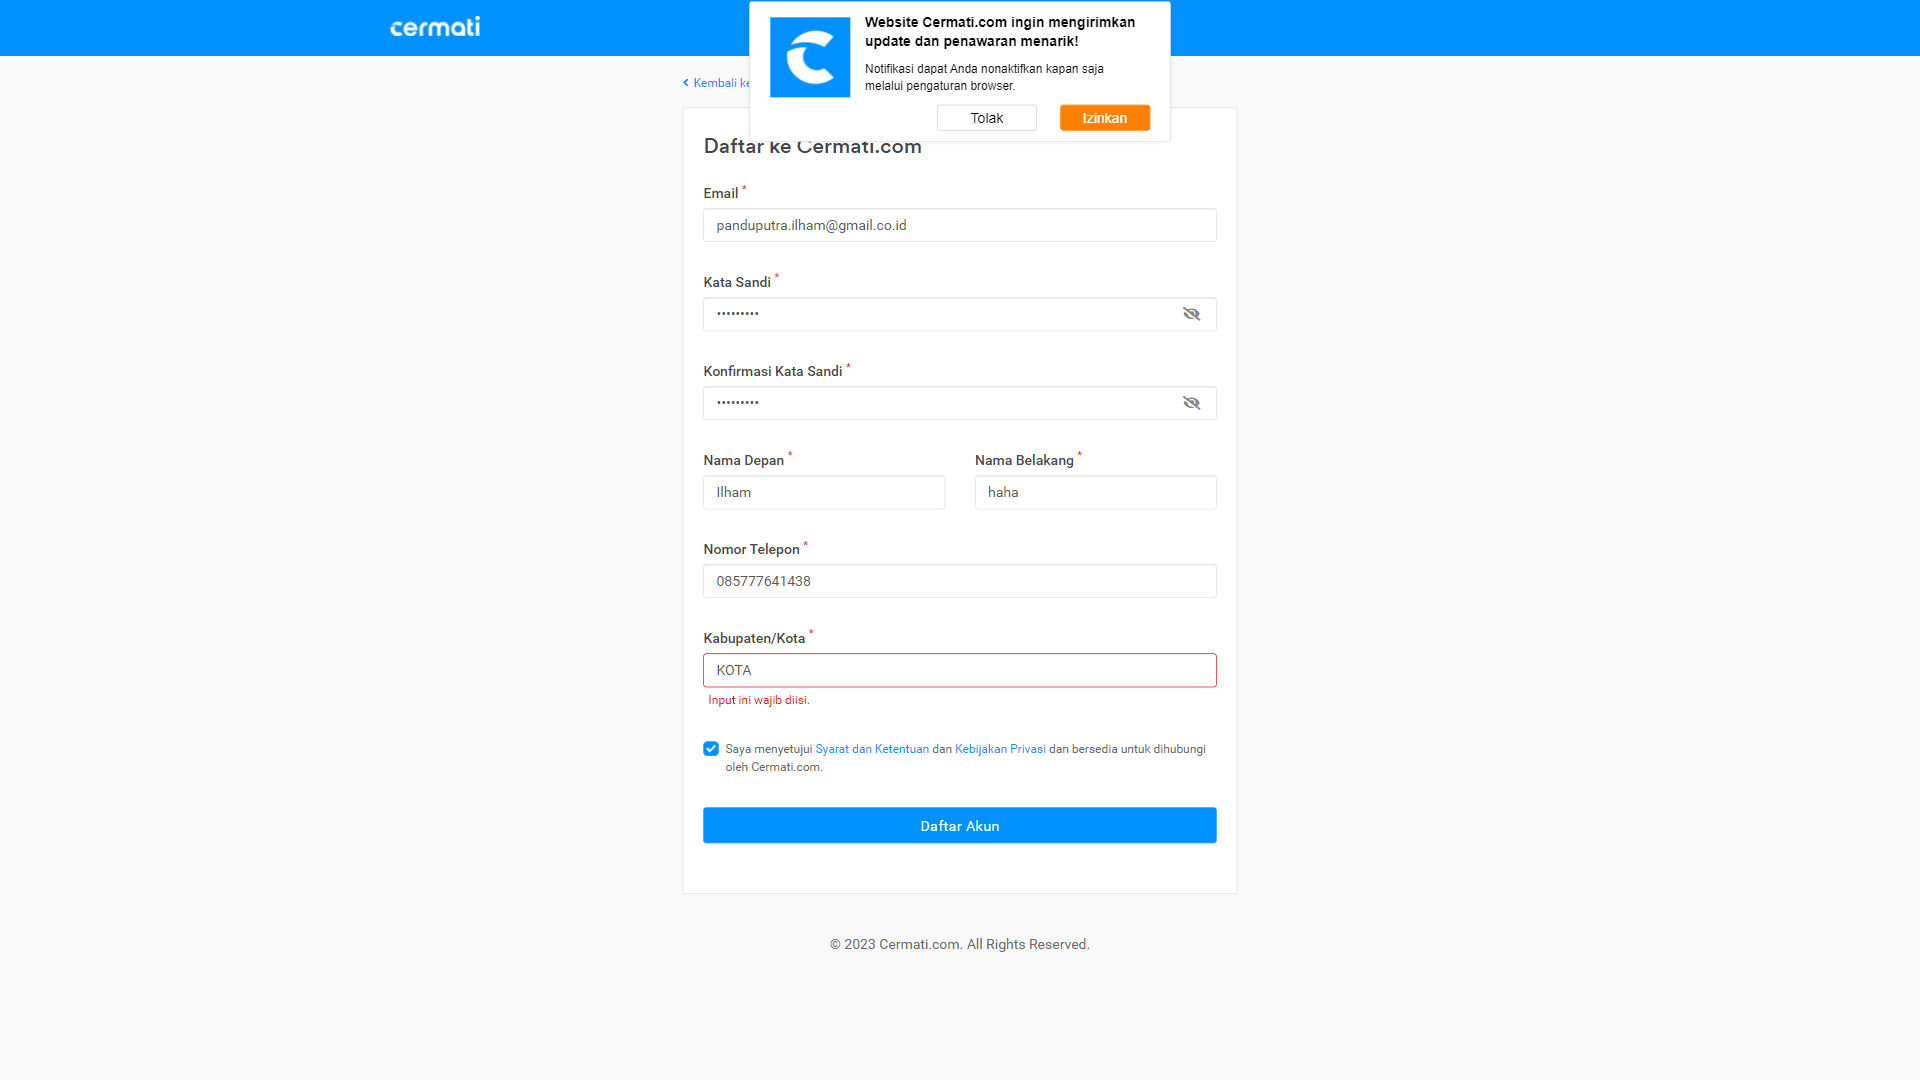 cermati
Website Cermati.com ingin mengirimkan
update dan penawaran menarik!
Notifikasi dapat Anda nonaktifkan kapan saja
melalui pengaturan browser.
Tolak
Izinkan
Kembali ke
Daftar ke Cermati.com
Email *
panduputra.ilham@gmail.co.id
Kata Sandi *
•••••••••
Konfirmasi Kata Sandi *
•••••••••
Nama Depan *
Nama Belakang *
Ilham
haha
Nomor Telepon *
085777641438
Kabupaten/Kota *
KOTA
Input ini wajib diisi.
Saya menyetujui Syarat dan Ketentuan dan Kebijakan Privasi dan bersedia untuk dihubungi
oleh Cermati.com.
Daftar Akun
© 2023 Cermati.com. All Rights Reserved.